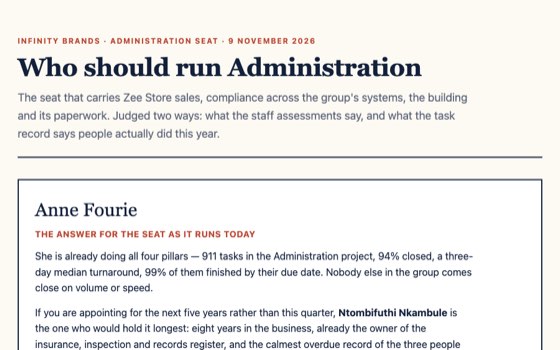 INFINITY BRANDS · ADMINISTRATION SEAT · 9 NOVEMBER 2026
Who should run Administration
The seat that carries Zee Store sales, compliance across the group's systems, the building
and its paperwork. Judged two ways: what the staff assessments say, and what the task
record says people actually did this year.
Anne Fourie
THE ANSWER FOR THE SEAT AS IT RUNS TODAY
She is already doing all four pillars — 911 tasks in the Administration project, 94% closed, a three-
day median turnaround, 99% of them finished by their due date. Nobody else in the group comes
close on volume or speed.
If you are appointing for the next five years rather than this quarter, Ntombifuthi Nkambule is
the one who would hold it longest: eight years in the business, already the owner of the
insurance, inspection and records register, and the calmest overdue record of the three people